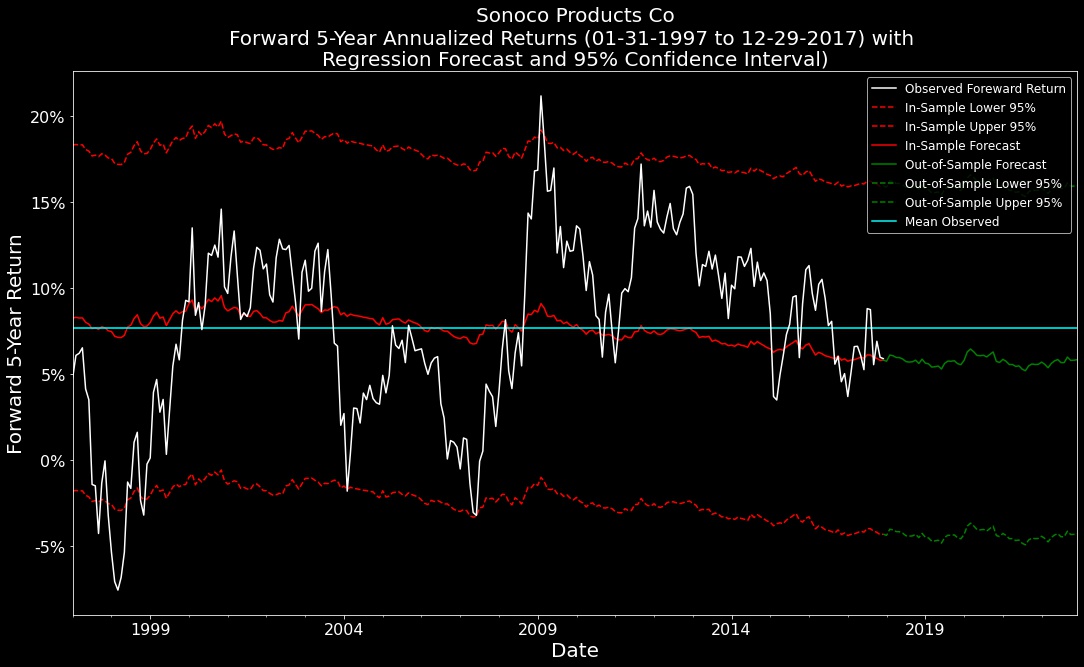 Sonoco Products Co
Forward 5-Year Annualized Returns (01-31-1997 to 12-29-2017) with
Regression Forecast and 95% Confidence Interval)
Observed Foreward Return
In-Sample Lower 95%
In-Sample Upper 95%
In-Sample Forecast
Out-of-Sample Forecast
Out-of-Sample Lower 95%
Out-of-Sample Upper 95%
Mean Observed
Forward 5-Year Return
20%
15%
10%
5%
0%
-5%
1999
2004
2009
2014
2019
Date